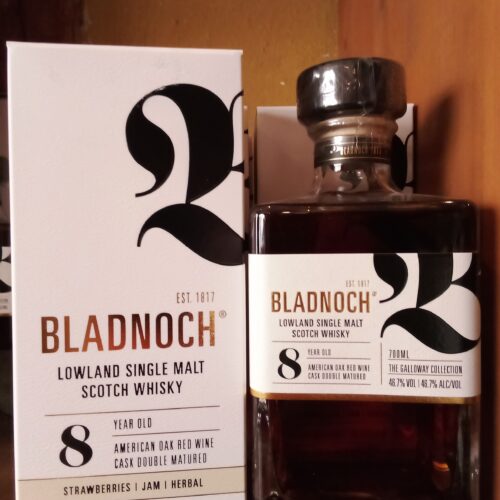 EST. 1817
BLADNOCH®
LOWLAND SINGLE MALT
SCOTCH WHISKY
8
YEAR OLD
AMERICAN OAK RED WINE
CASK DOUBLE MATURED
STRAWBERRIES | JAM | HERBAL
BLADNOCH
EST. 1817
BLADNOCH®
LOWLAND SINGLE MALT
SCOTCH WHISKY
8
YEAR OLD
AMERICAN OAK RED WINE
CASK DOUBLE MATURED
700ML
THE GALLOWAY COLLECTION
46.7% VOL | 46.7% ALC/VOL